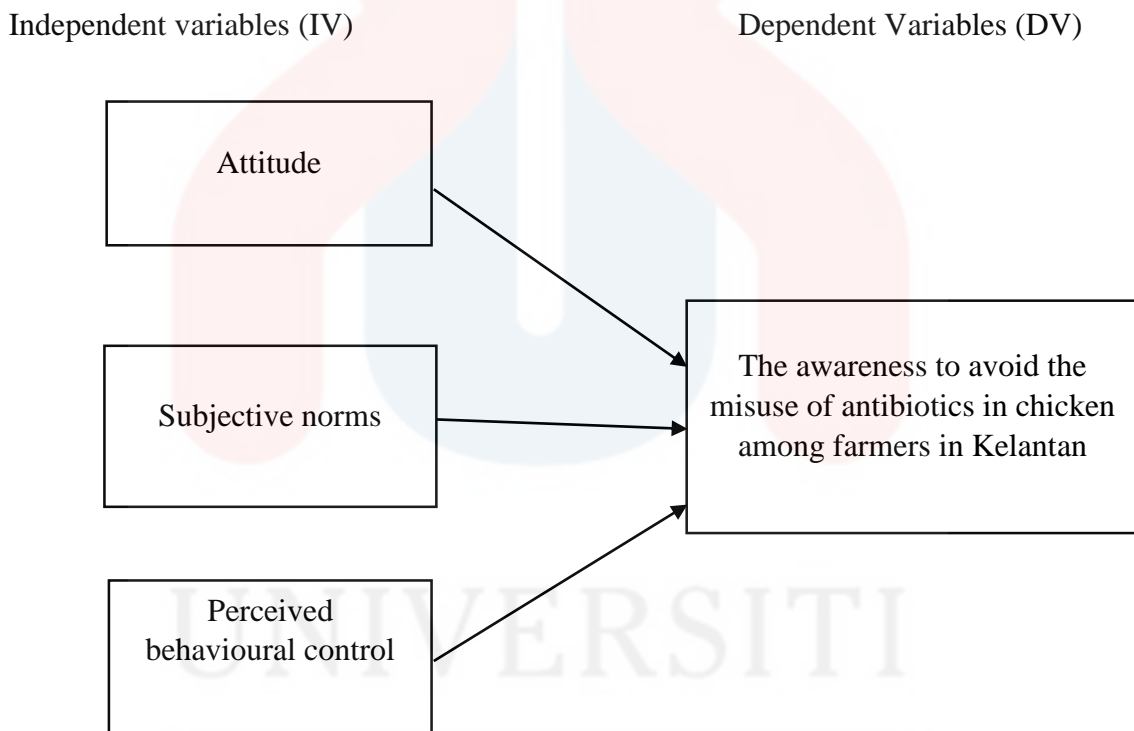 Independent variables (IV)
Dependent Variables (DV)
Attitude
Subjective norms
The awareness to avoid the
misuse of antibiotics in chicken
among farmers in Kelantan
Perceived
behavioural control
UNIVERSITI